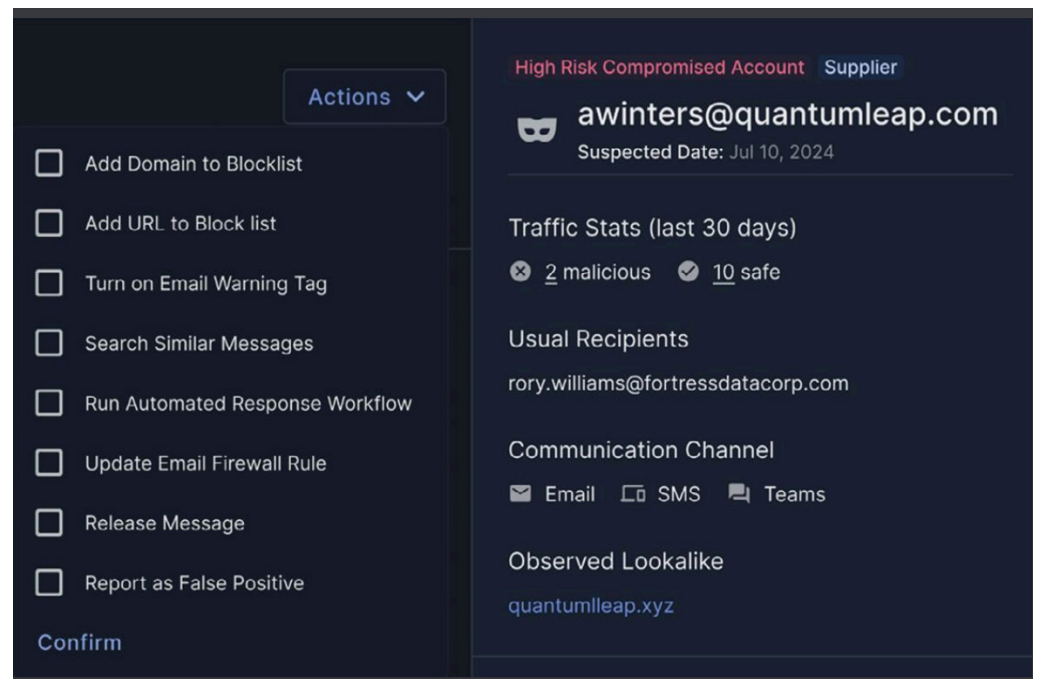 Actions
Add Domain to Blocklist
Add URL to Block list
Turn on Email Warning Tag
Search Similar Messages
Run Automated Response Workflow
Update Email Firewall Rule
Release Message
Report as False Positive
Confirm
High Risk Compromised Account Supplier
awinters@quantumleap.com
Suspected Date: Jul 10, 2024
Traffic Stats (last 30 days)
2 malicious 10 safe
Usual Recipients
rory.williams@fortressdatacorp.com
Communication Channel
Email SMS Teams
Observed Lookalike
quantumlleap.xyz